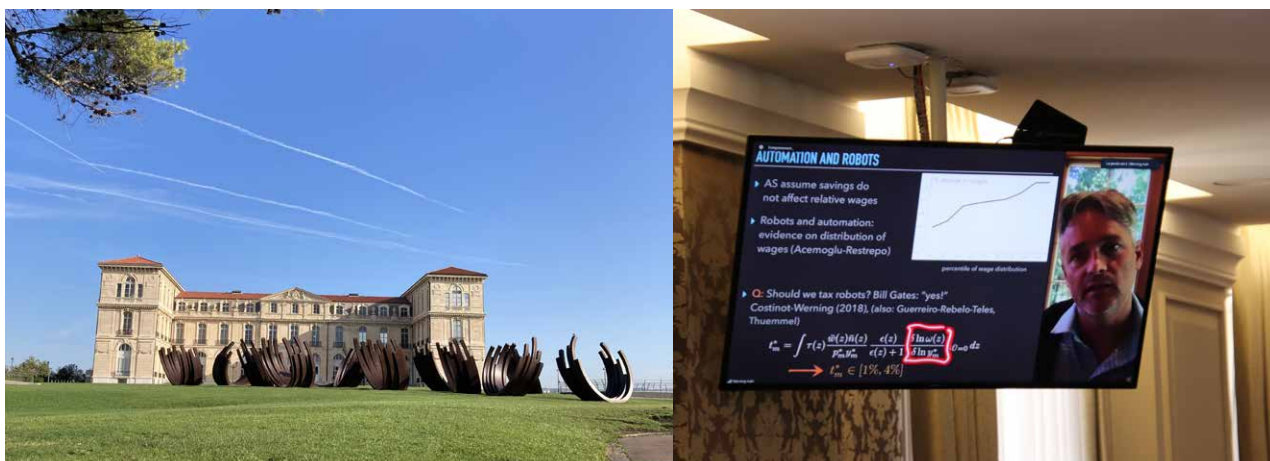 AUTOMATION AND ROBOTS
▸ AS assume savings do
not affect relative wages
▸ Robots and automation:
evidence on distribution of
wages (Acemoglu-Restrepo)
percentile of wage distribution
▸ Q: Should we tax robots? Bill Gates: "yes!"
Costinot-Werning (2018), (also: Guerreiro-Rebelo-Teles,
Thuemmel)
→ t*m ∈ [1%, 4%]